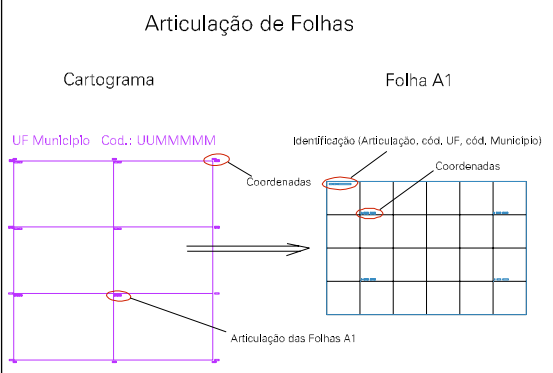 Articulação de Folhas
Cartograma
Folha A1
UF Município Cod.: UUMMMMM
Identificação (Articulação, cód. UF, cód. Município)
Coordenadas
Coordenadas
Articulação das Folhas A1